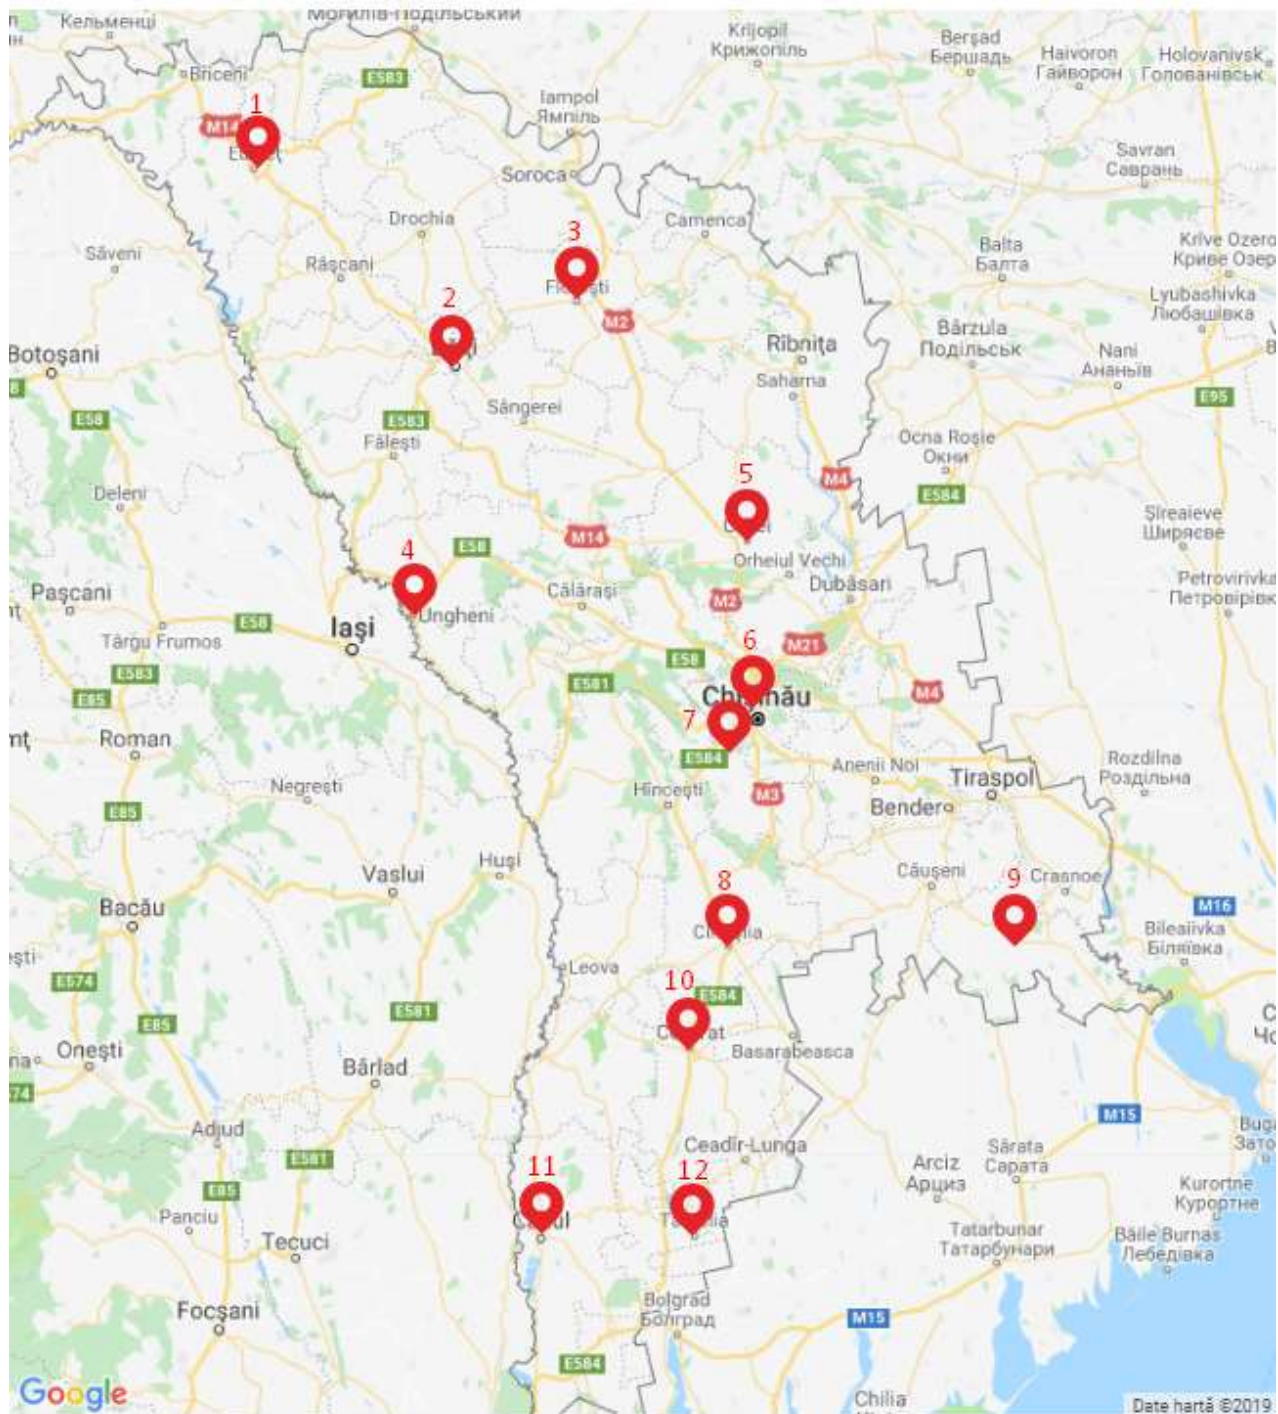 Кельменці
Могилів-Подільський
Krijopil
Крижопіль
Berşad
Бершадь
Haivoron
Гайворон
Holovanivsk
Голованівськ
Briceni
E583
1
M14
Iampol
Ямпіль
Savran
Саврань
Soroca
Drochia
Camenca
3
Săveni
Râşcani
Balta
Балта
Krive Ozero
Криве Озеро
2
M2
Lyubashivka
Любашівка
Botoşani
Rîbniţa
Bârzula
Подільськ
Nani
Ананьїв
Saharna
E58
E583
Sângerei
E95
Făleşti
Ocna Roşie
Окни
5
M4
E584
Deleni
Şireaieve
Ширяєве
M14
E58
4
Orheiul Vechi
Dubăsari
Călăraşi
Petrovirivka
Петровірівка
Paşcani
M2
Ungheni
Iaşi
E58
Târgu Frumos
E583
6
M21
E58
E85
E581
M4
Chişinău
7
Roman
E584
Rozdilna
Роздільна
Anenii Noi
Negreşti
Hînceşti
M3
Tiraspol
Bender
E85
Huşi
Vaslui
Căuşeni
Crasnoe
8
9
Bacău
M16
Bileaiivka
Біляївка
Leova
E574
10
E584
E581
E85
Oneşti
Basarabeasca
Bârlad
M15
Adjud
E581
Ceadîr-Lunga
Sărata
Сарата
Arciz
Арциз
11
12
E85
Kurortne
Курортне
Panciu
Tecuci
Tatarbunar
Татарбунари
Băile Burnas
Лебедівка
Focşani
Bolgrad
Болград
M15
E584
Google
Chilia
Date hartă ©2019